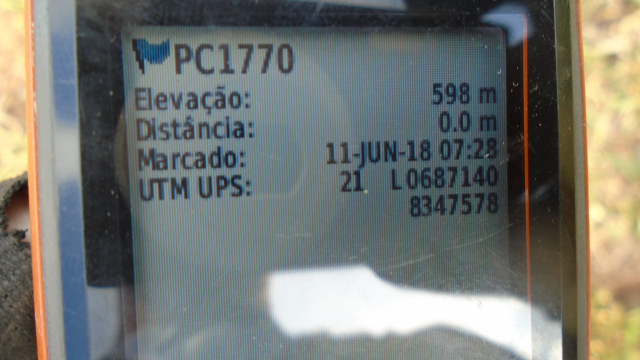 PC1770
Elevação: 598 m
Distância: 0.0 m
Marcado: 11-JUN-18 07:28
UTM UPS: 21 L 0687140
8347578